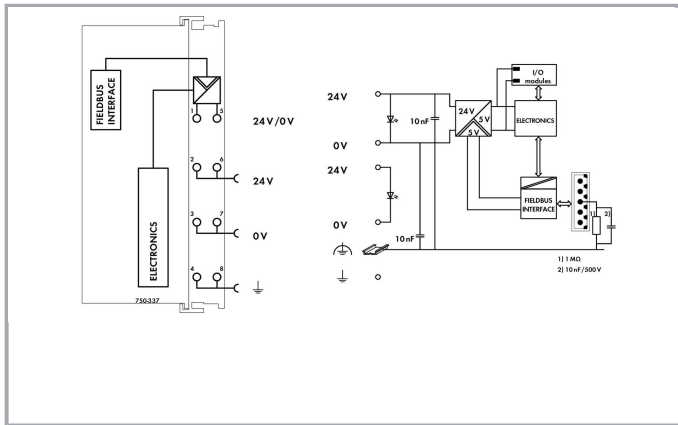 FIELDBUS
INTERFACE
ELECTRONICS
1 5
24V/0V
2 6
24V
3 7
0V
4 8
750-337
24V
0V
24V
0V
10nF
10nF
24V
5V
5V
I/O
modules
ELECTRONICS
FIELDBUS
INTERFACE
1) 2)
1) 1MΩ
2) 10nF/500V